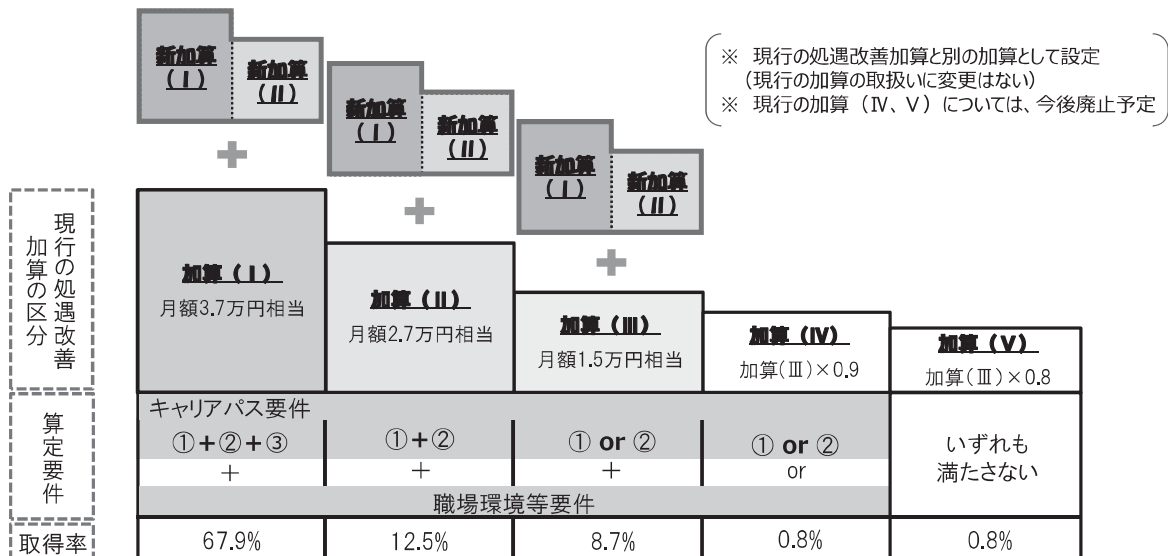 新加算
(Ⅰ)
新加算
(Ⅱ)
新加算
(Ⅰ)
新加算
(Ⅱ)
新加算
(Ⅰ)
新加算
(Ⅱ)
※ 現行の処遇改善加算と別の加算として設定
(現行の加算の取扱いに変更はない)
※ 現行の加算(Ⅳ、Ⅴ)については、今後廃止予定
+
+
+
現行の処遇改善
加算の区分
加算(Ⅰ)
月額3.7万円相当
加算(Ⅱ)
月額2.7万円相当
加算(Ⅲ)
月額1.5万円相当
加算(Ⅳ)
加算(Ⅲ)×0.9
加算(Ⅴ)
加算(Ⅲ)×0.8
算定要件
キャリアパス要件
①+②+③
①+②
① or ②
① or ②
+
+
+
or
職場環境等要件
いずれも
満たさない
取得率
67.9%
12.5%
8.7%
0.8%
0.8%